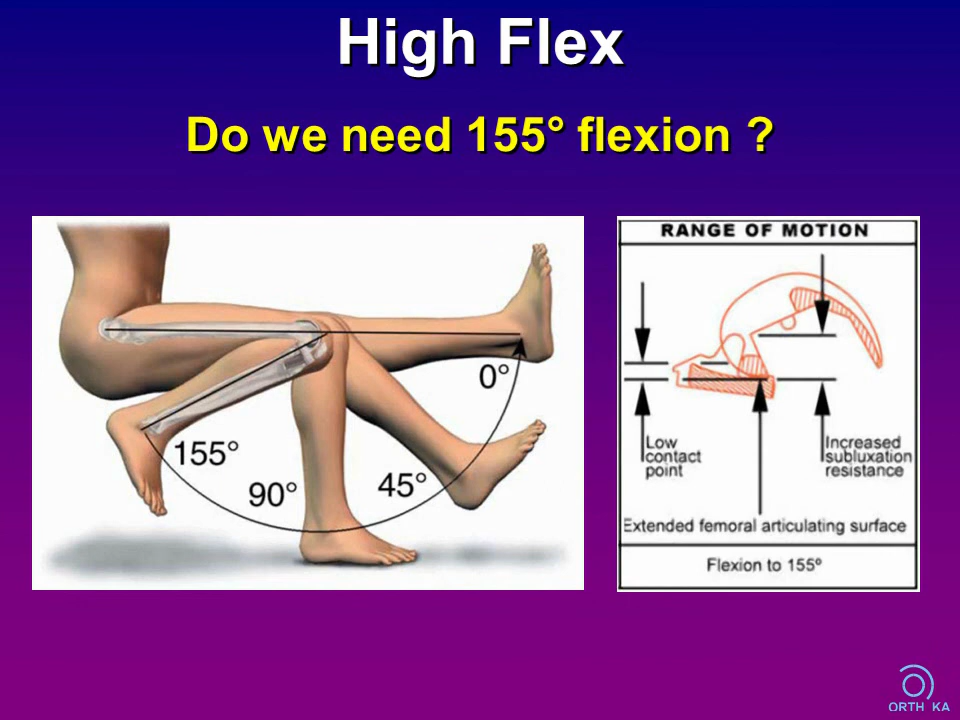 High Flex
Do we need 155° flexion ?
0°
155°
90°
45°
RANGE OF MOTION
Low
contact
point
Increased
subluxation
resistance
Extended femoral articulating surface
Flexion to 155º
ORTH KA